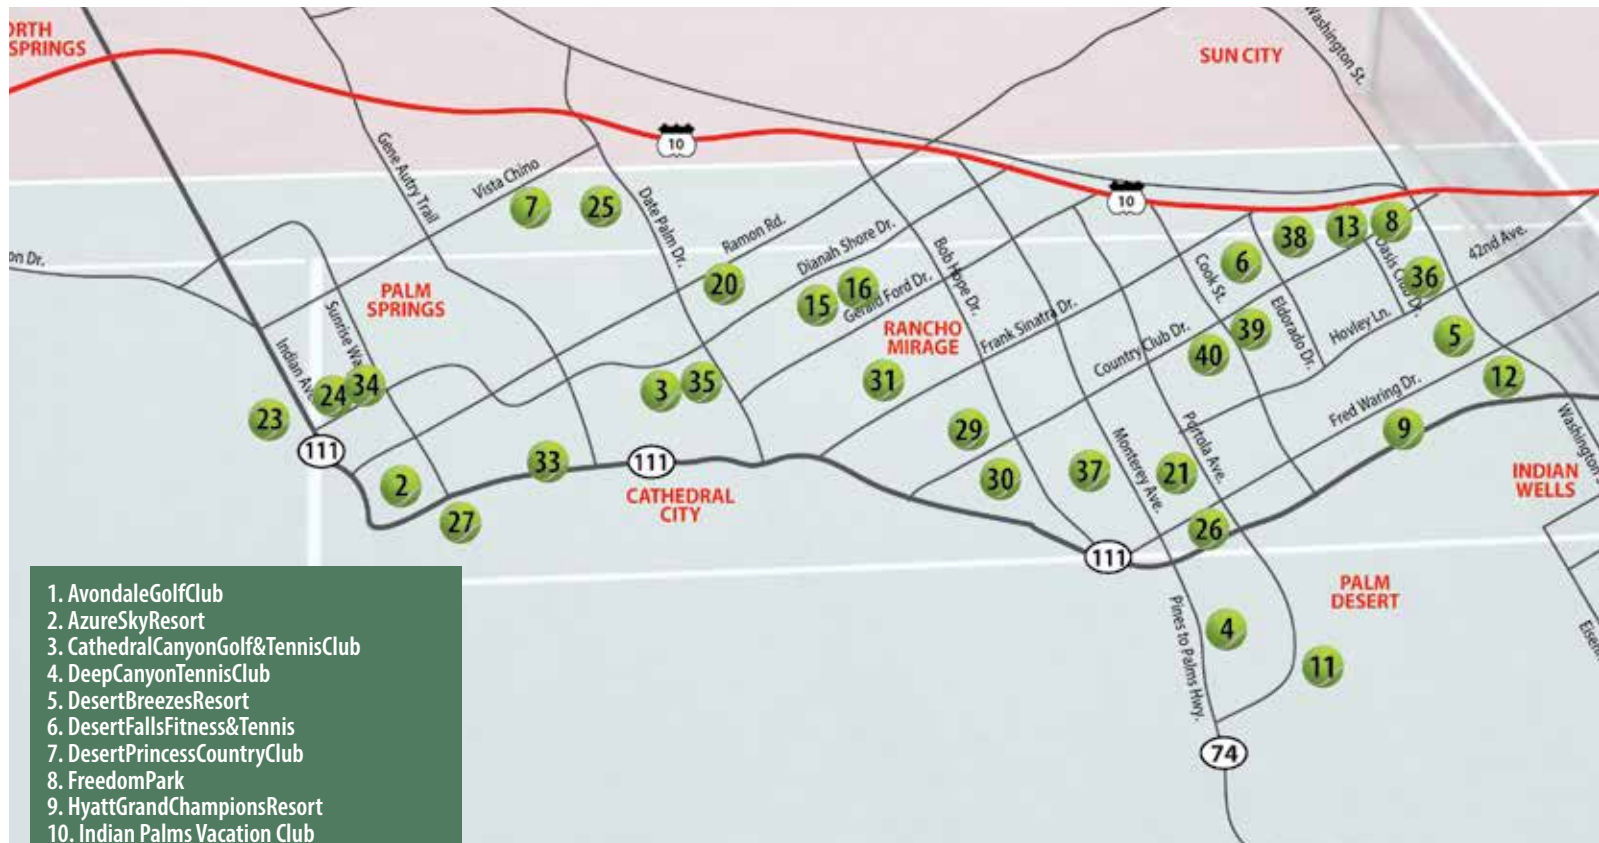 ORTH
SPRINGS
SUN CITY
Washington St.
10
Gene Autry Trail
Vista Chino
7
25
Date Palm Dr.
10
Ramon Rd.
Dianah Shore Dr.
Gerald Ford Dr.
Bob Hope Dr.
20
15
16
38
13
8
6
Cook St.
Oasis Club Dr.
36
42nd Ave.
on Dr.
PALM
SPRINGS
Sunrise Wa
Indian Ave.
RANCHO
MIRAGE
Frank Sinatra Dr.
Country Club Dr.
39
40
Eldorado Dr.
Hovley Ln.
5
12
23
24
34
3
35
31
29
30
37
Monterey Ave.
21
Portola Ave.
Fred Waring Dr.
9
Washington
111
2
27
33
111
CATHEDRAL
CITY
INDIAN
WELLS
26
111
PALM
DESERT
Pines to Palms Hwy.
4
11
74
1. AvondaleGolfClub
2. AzureSkyResort
3. CathedralCanyonGolf&TennisClub
4. DeepCanyonTennisClub
5. DesertBreezesResort
6. DesertFallsFitness&Tennis
7. DesertPrincessCountryClub
8. FreedomPark
9. HyattGrandChampionsResort
10. Indian Palms Vacation Club